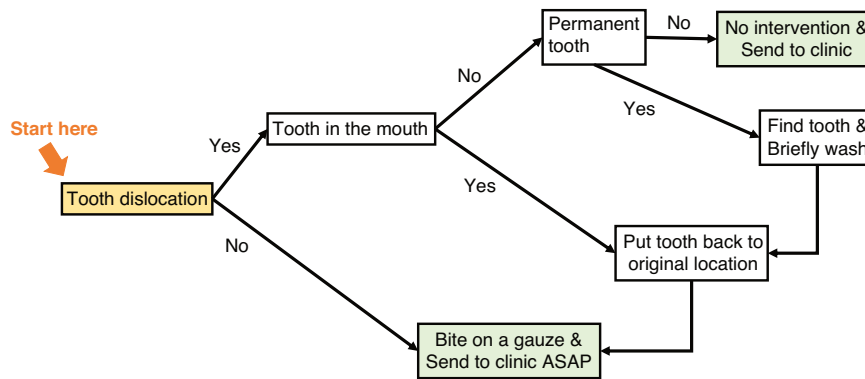 Start here
Tooth dislocation
Yes
No
Tooth in the mouth
No
Yes
Permanent
tooth
No
Yes
No intervention &
Send to clinic
Find tooth &
Briefly wash
Put tooth back to
original location
Bite on a gauze &
Send to clinic ASAP